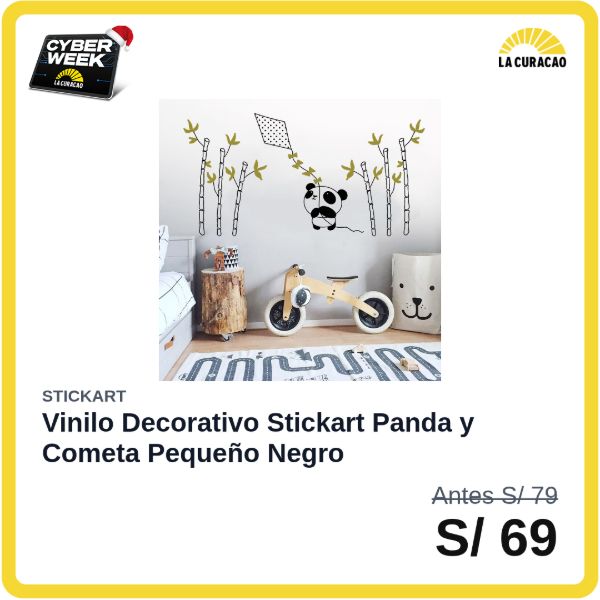 CYBER
WEEK
LA CURACAO
LA CURACAO
STICKART
Vinilo Decorativo Stickart Panda y
Cometa Pequeño Negro
Antes S/ 79
S/ 69